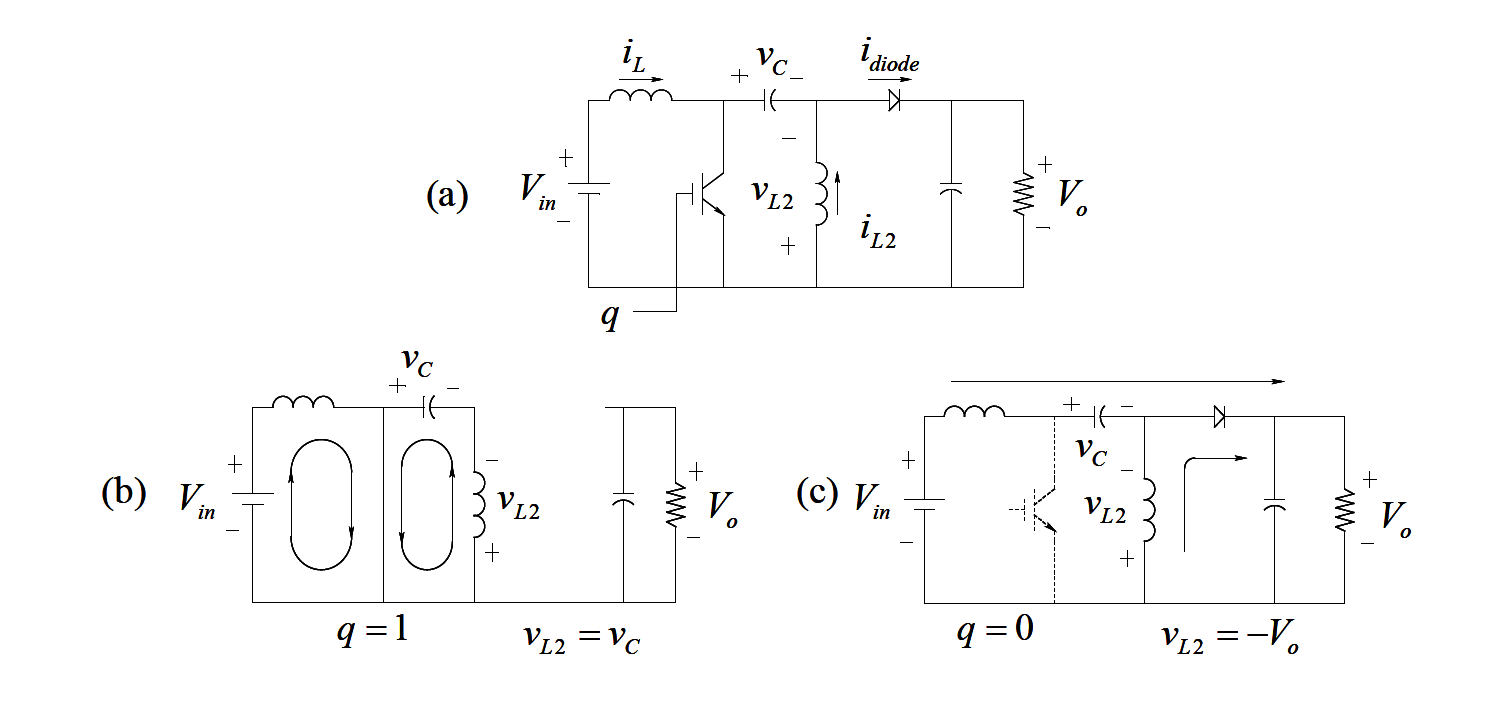 i_L + v_C − i_diode
(a) V_in + − v_L2 − + i_L2 + V_o −
q
(b) V_in + − + v_C − − v_L2 + + V_o −
q = 1 v_L2 = v_C
(c) V_in + − + v_C − − v_L2 + + V_o −
q = 0 v_L2 = −V_o